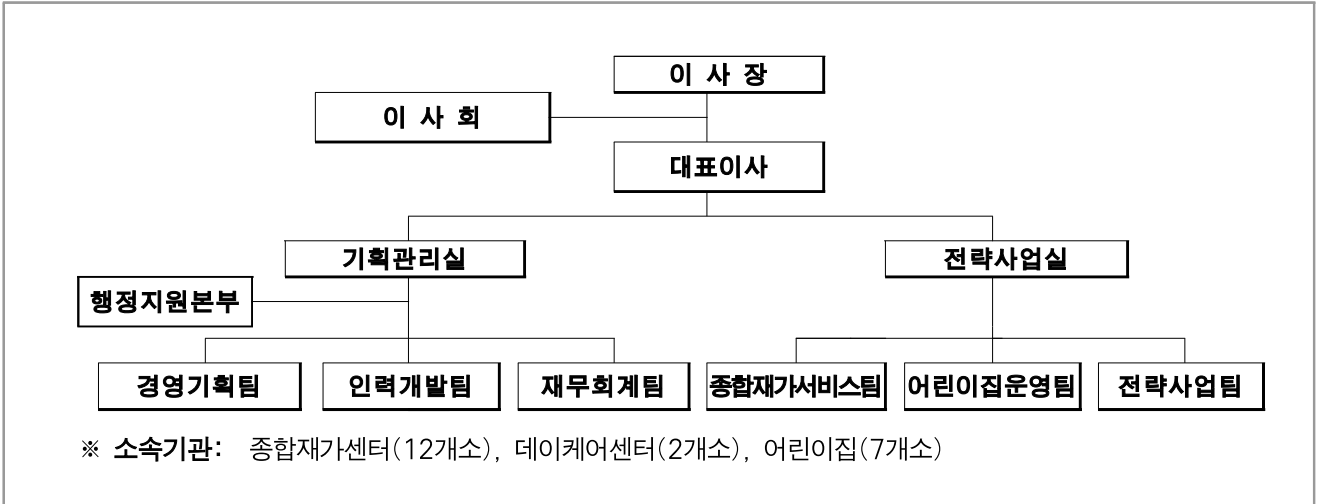 이 사 장
이 사 회
대표이사
기획관리실
전략사업실
행정지원본부
경영기획팀
인력개발팀
재무회계팀
종합재가서비스팀
어린이집운영팀
전략사업팀
※ 소속기관: 종합재가센터(12개소), 데이케어센터(2개소), 어린이집(7개소)